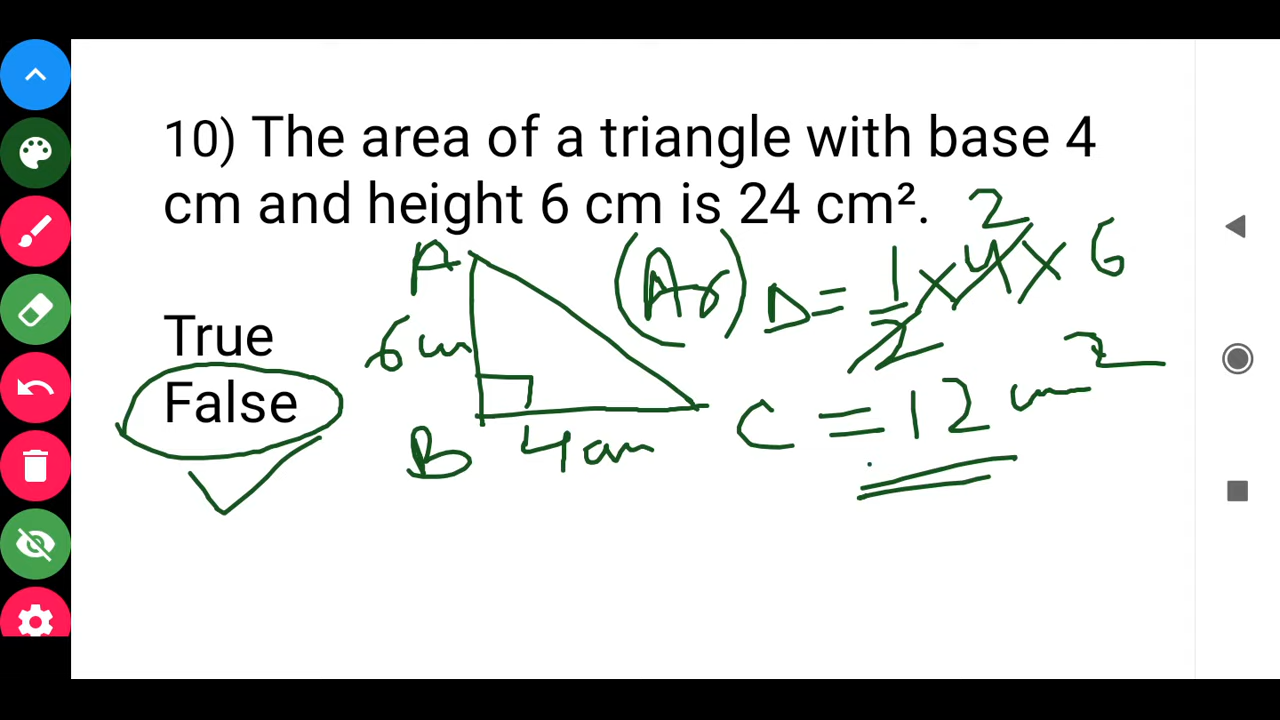 10) The area of a triangle with base 4
cm and height 6 cm is 24 cm².
2
A (Ar) Δ = 1/2 × 4 × 6
True
6 cm
False
C = 12 cm²
B 4 cm